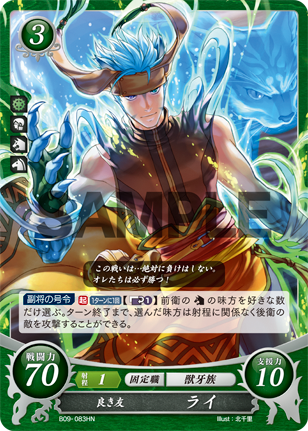 3
SAMPLE
この戦いは…絶対に負けはしない。
オレたちは必ず勝つ!
副将の号令 起 1ターンに1回 [1] 前衛の の味方を好きな数
だけ選ぶ。ターン終了まで、選んだ味方は射程に関係なく後衛の
敵を攻撃することができる。
戦闘力
70
射程 1
固定職
獣牙族
支援力
10
良き友 ライ
B09-083HN
Illust:北千里